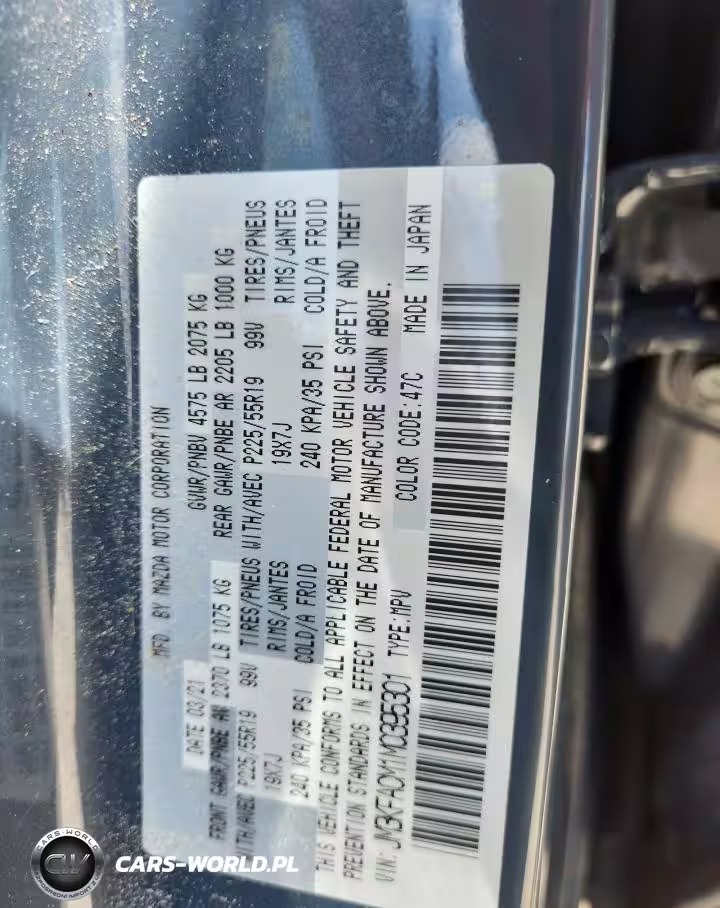 MFD BY MAZDA MOTOR CORPORATION
DATE 03/21 GVWR/PNBV 4575 LB 2075 KG
FRONT GAWR/PNBE AV 2370 LB 1075 KG REAR GAWR/PNBE AR 2205 LB 1000 KG
WITH/AVEC P225/55R19 99V TIRES/PNEUS WITH/AVEC P225/55R19 99V TIRES/PNEUS
19X7J RIMS/JANTES 19X7J RIMS/JANTES
240 KPA/35 PSI COLD/A FROID 240 KPA/35 PSI COLD/A FROID
THIS VEHICLE CONFORMS TO ALL APPLICABLE FEDERAL MOTOR VEHICLE SAFETY AND THEFT
PREVENTION STANDARDS IN EFFECT ON THE DATE OF MANUFACTURE SHOWN ABOVE.
VIN: JM3KFADM1M0395301 TYPE:MPV COLOR CODE:47C MADE IN JAPAN
CARS-WORLD
CW
CARS-WORLD.PL